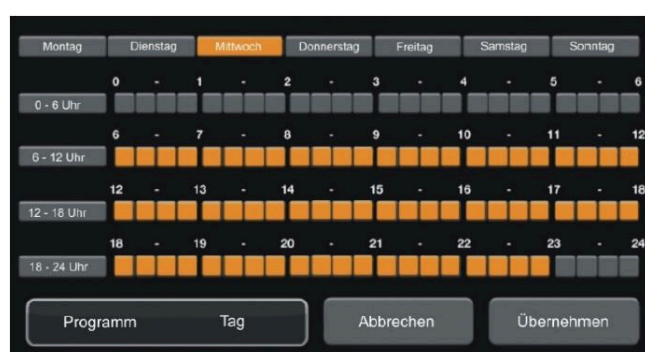 Montag Dienstag Mittwoch Donnerstag Freitag Samstag Sonntag
0 - 1 - 2 - 3 - 4 - 5 - 6
0 - 6 Uhr
6 - 7 - 8 - 9 - 10 - 11 - 12
6 - 12 Uhr
12 - 13 - 14 - 15 - 16 - 17 - 18
12 - 18 Uhr
18 - 19 - 20 - 21 - 22 - 23 - 24
18 - 24 Uhr
Programm Tag Abbrechen Übernehmen